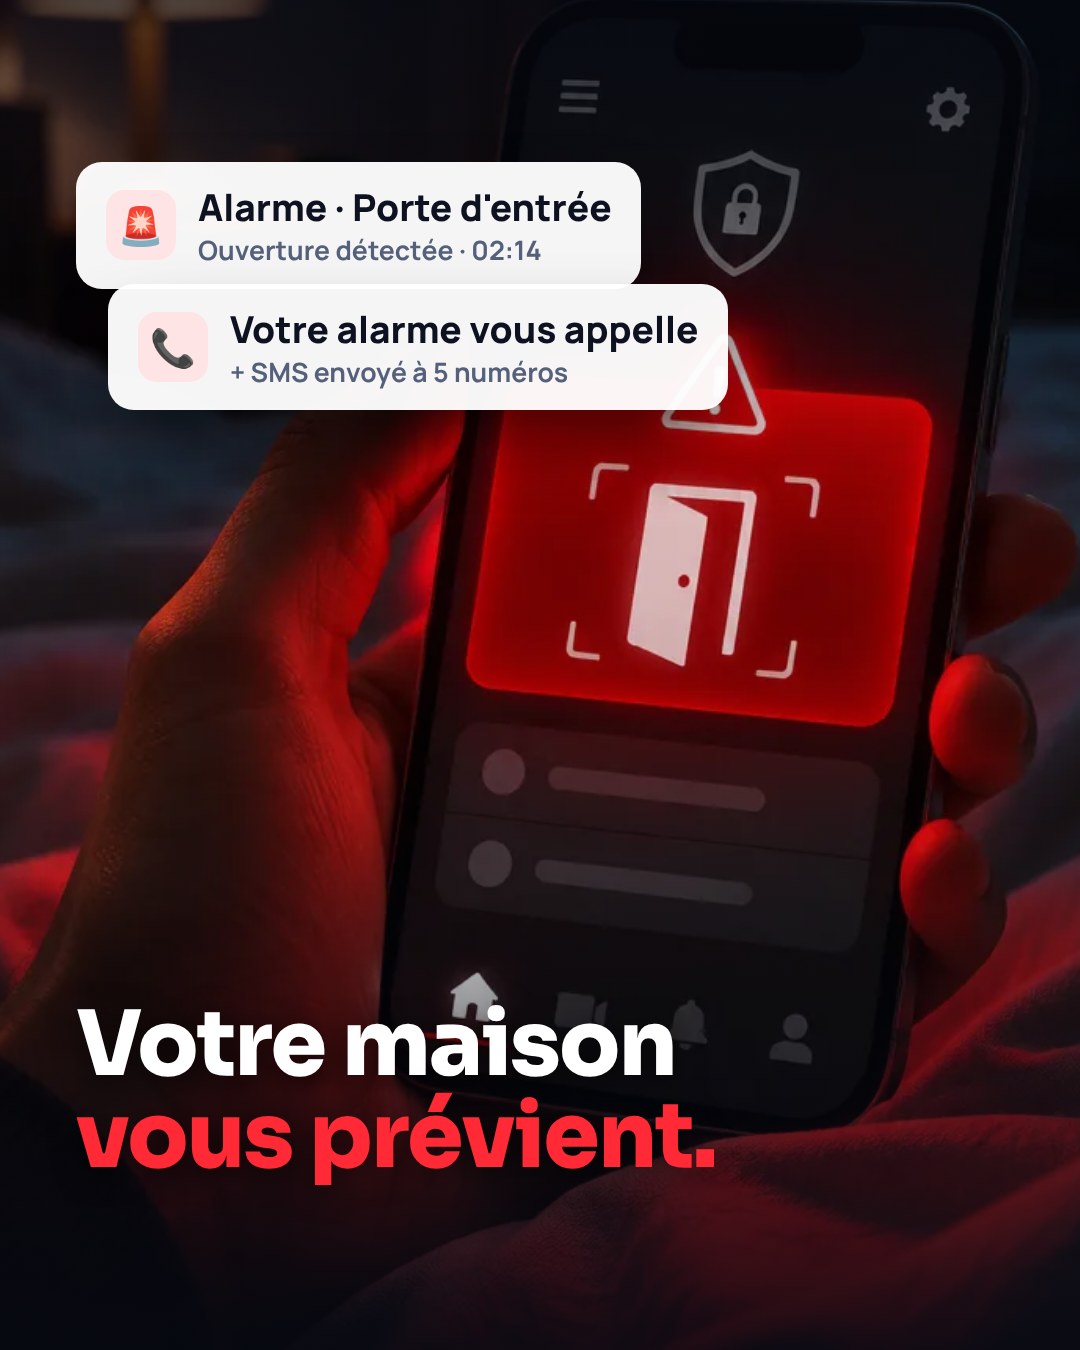 Alarme · Porte d'entrée
Ouverture détectée · 02:14
Votre alarme vous appelle
+ SMS envoyé à 5 numéros
Votre maison
vous prévient.